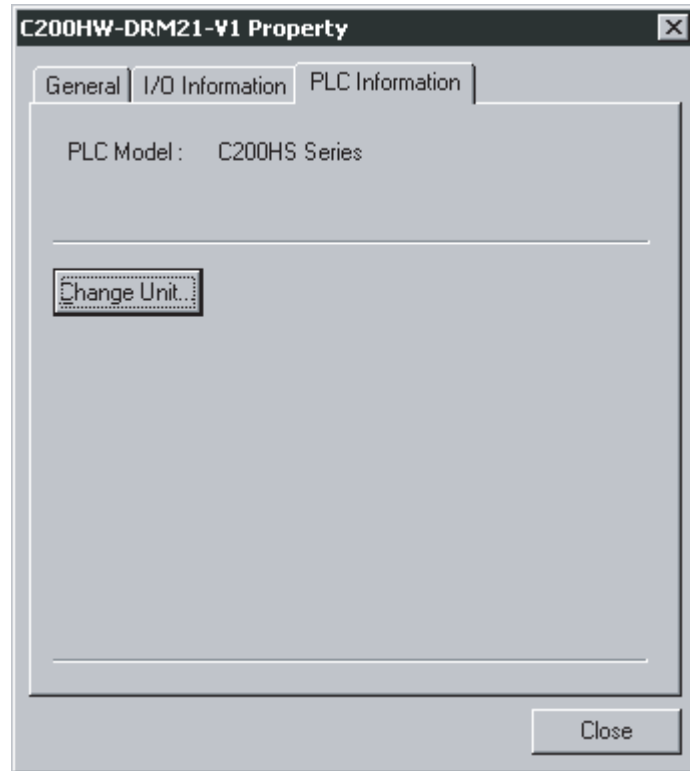 C200HW-DRM21-V1 Property
General I/O Information PLC Information
PLC Model : C200HS Series
Change Unit...
Close